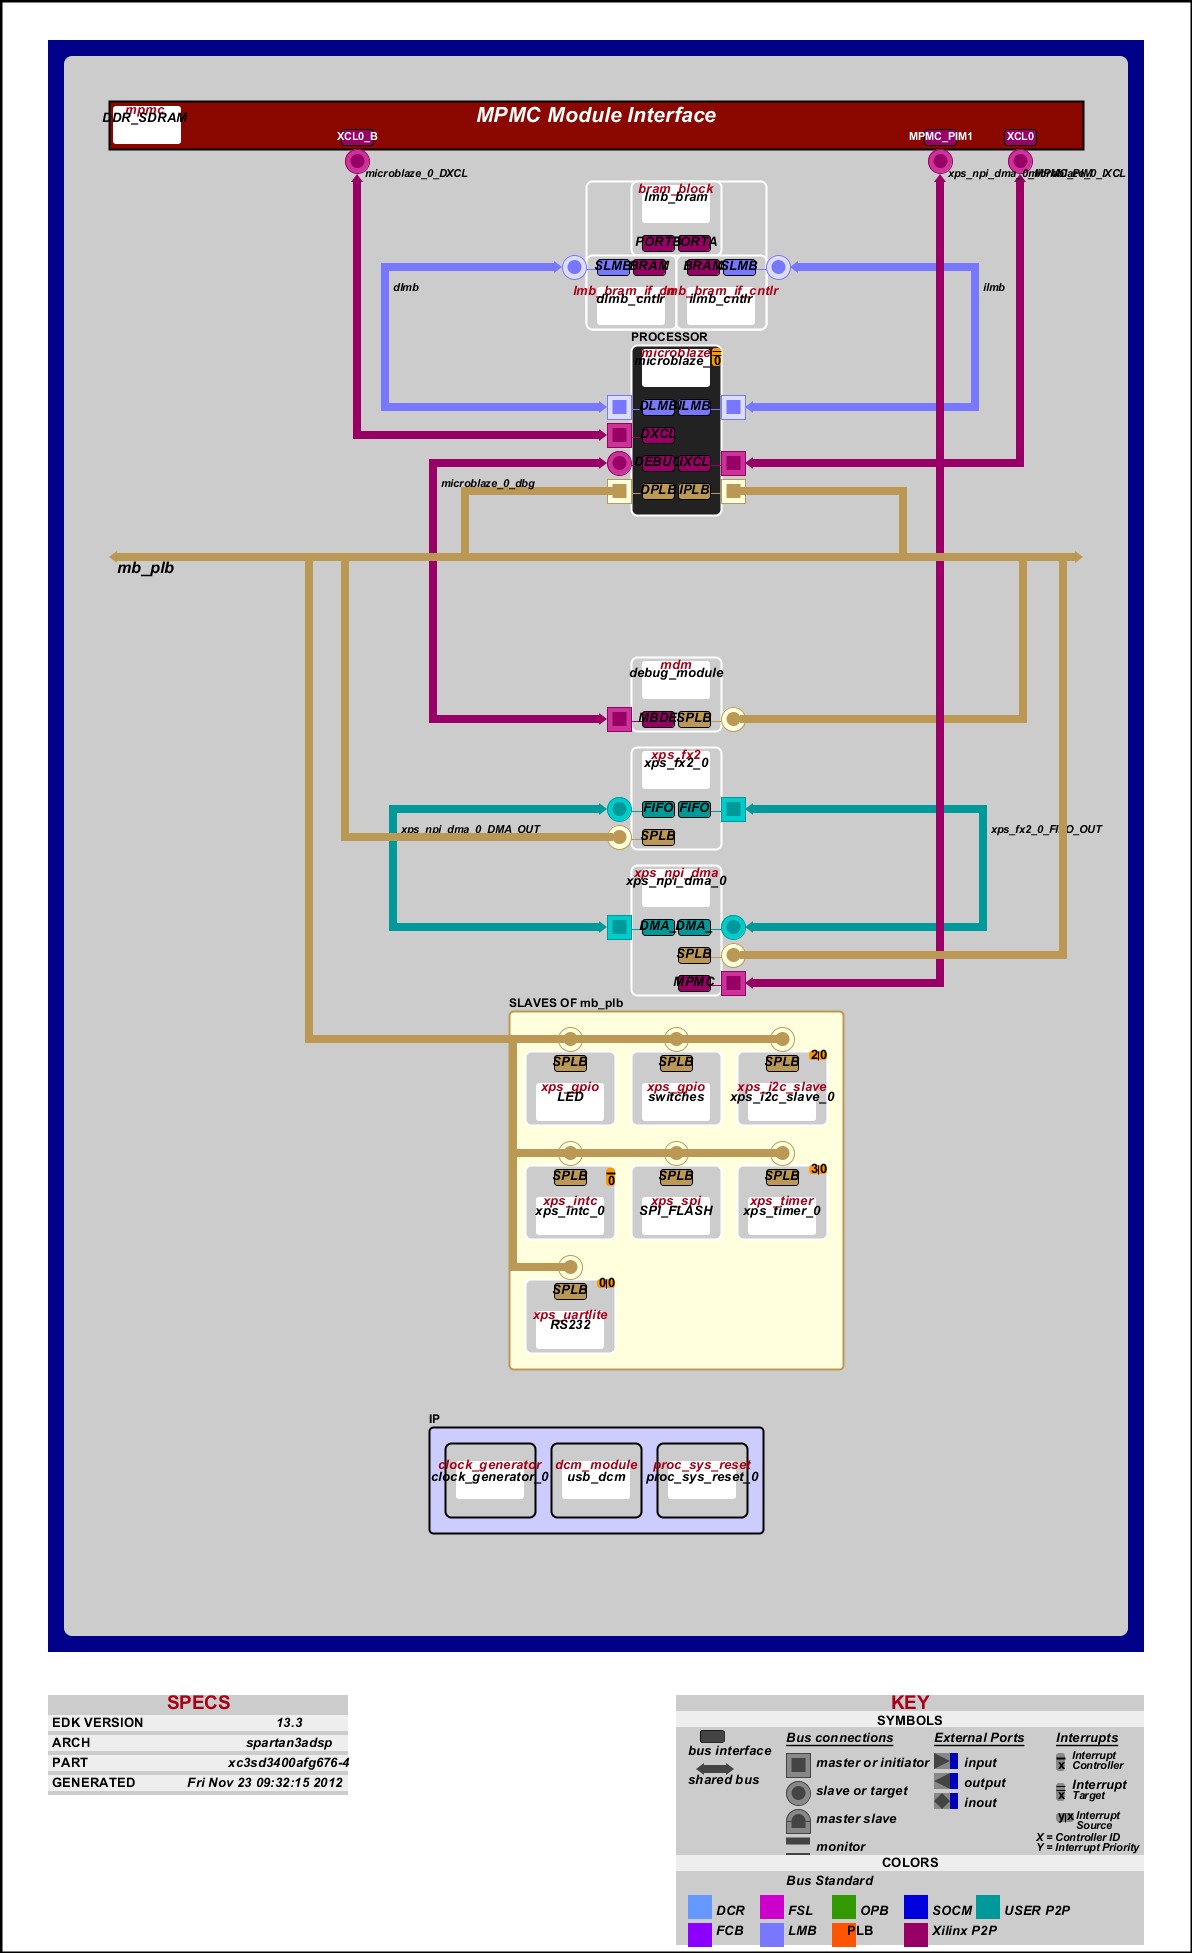 mpmc
DDR_SDRAM
MPMC Module Interface
XCL0_B
MPMC_PIM1
XCL0
microblaze_0_DXCL
xps_npi_dma_0_MPMC_PIM
microblaze_0_IXCL
bram_block
lmb_bram
PORTB
PORTA
SLMB
BRAM
BRAM
SLMB
dlmb
ilmb
lmb_bram_if_cntlr
lmb_bram_if_cntlr
dlmb_cntlr
ilmb_cntlr
PROCESSOR
microblaze
microblaze_0
0
DLMB
ILMB
DXCL
DEBUG
IXCL
microblaze_0_dbg
DPLB
IPLB
mb_plb
mdm
debug_module
MBDE
SPLB
xps_fx2
xps_fx2_0
FIFO
FIFO
xps_npi_dma_0_DMA_OUT
SPLB
xps_fx2_0_FIFO_OUT
xps_npi_dma
xps_npi_dma_0
DMA_
DMA_
SPLB
MPMC_
SLAVES OF mb_plb
SPLB
SPLB
SPLB
2 0
xps_gpio
LED
xps_gpio
switches
xps_i2c_slave
xps_i2c_slave_0
SPLB
0
SPLB
SPLB
3 0
xps_intc
xps_intc_0
xps_spi
SPI_FLASH
xps_timer
xps_timer_0
SPLB
0 0
xps_uartlite
RS232
IP
clock_generator
clock_generator_0
dcm_module
usb_dcm
proc_sys_reset
proc_sys_reset_0
SPECS
EDK VERSION 13.3
ARCH spartan3adsp
PART xc3sd3400afg676-4
GENERATED Fri Nov 23 09:32:15 2012
KEY
SYMBOLS
bus interface
shared bus
Bus connections
master or initiator
slave or target
master slave
monitor
External Ports
input
output
inout
Interrupts
x
Interrupt
Controller
x
Interrupt
Target
y x
Interrupt
Source
X = Controller ID
Y = Interrupt Priority
COLORS
Bus Standard
DCR FSL OPB SOCM USER P2P
FCB LMB PLB Xilinx P2P